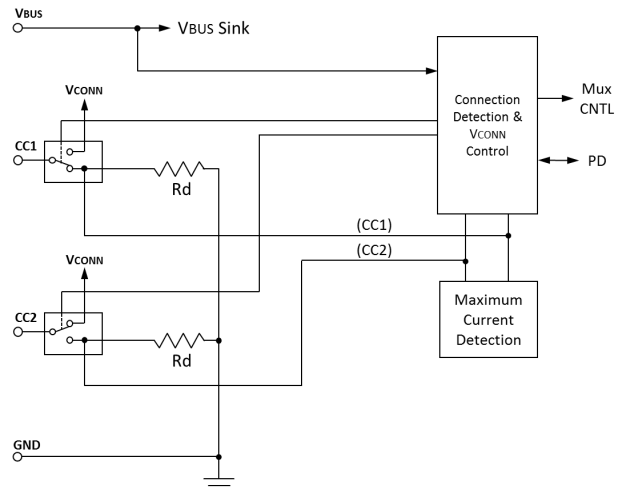 VBUS
VBUS Sink
VCONN
CC1
Rd
Connection
Detection &
VCONN
Control
Mux
CNTL
PD
(CC1)
(CC2)
VCONN
CC2
Rd
Maximum
Current
Detection
GND